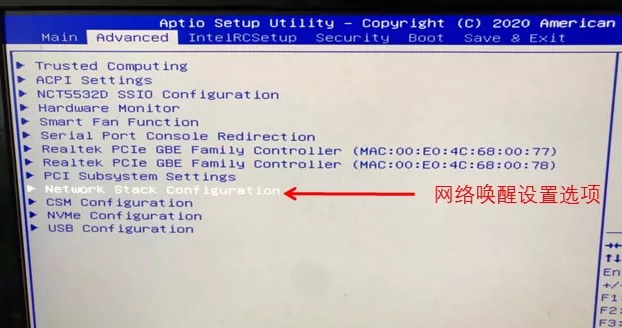 Aptio Setup Utility - Copyright (C) 2020 American
Main Advanced IntelRCSetup Security Boot Save & Exit
Trusted Computing
ACPI Settings
NCT5532D SSIO Configuration
Hardware Monitor
Smart Fan Function
Serial Port Console Redirection
Realtek PCIe GBE Family Controller (MAC:00:E0:4C:68:00:77)
Realtek PCIe GBE Family Controller (MAC:00:E0:4C:68:00:78)
PCI Subsystem Settings
Network Stack Configuration 网络唤醒设置选项
CSM Configuration
NVMe Configuration
USB Configuration
→←
↑↓
En
+/-
F1:
F2:
F3: